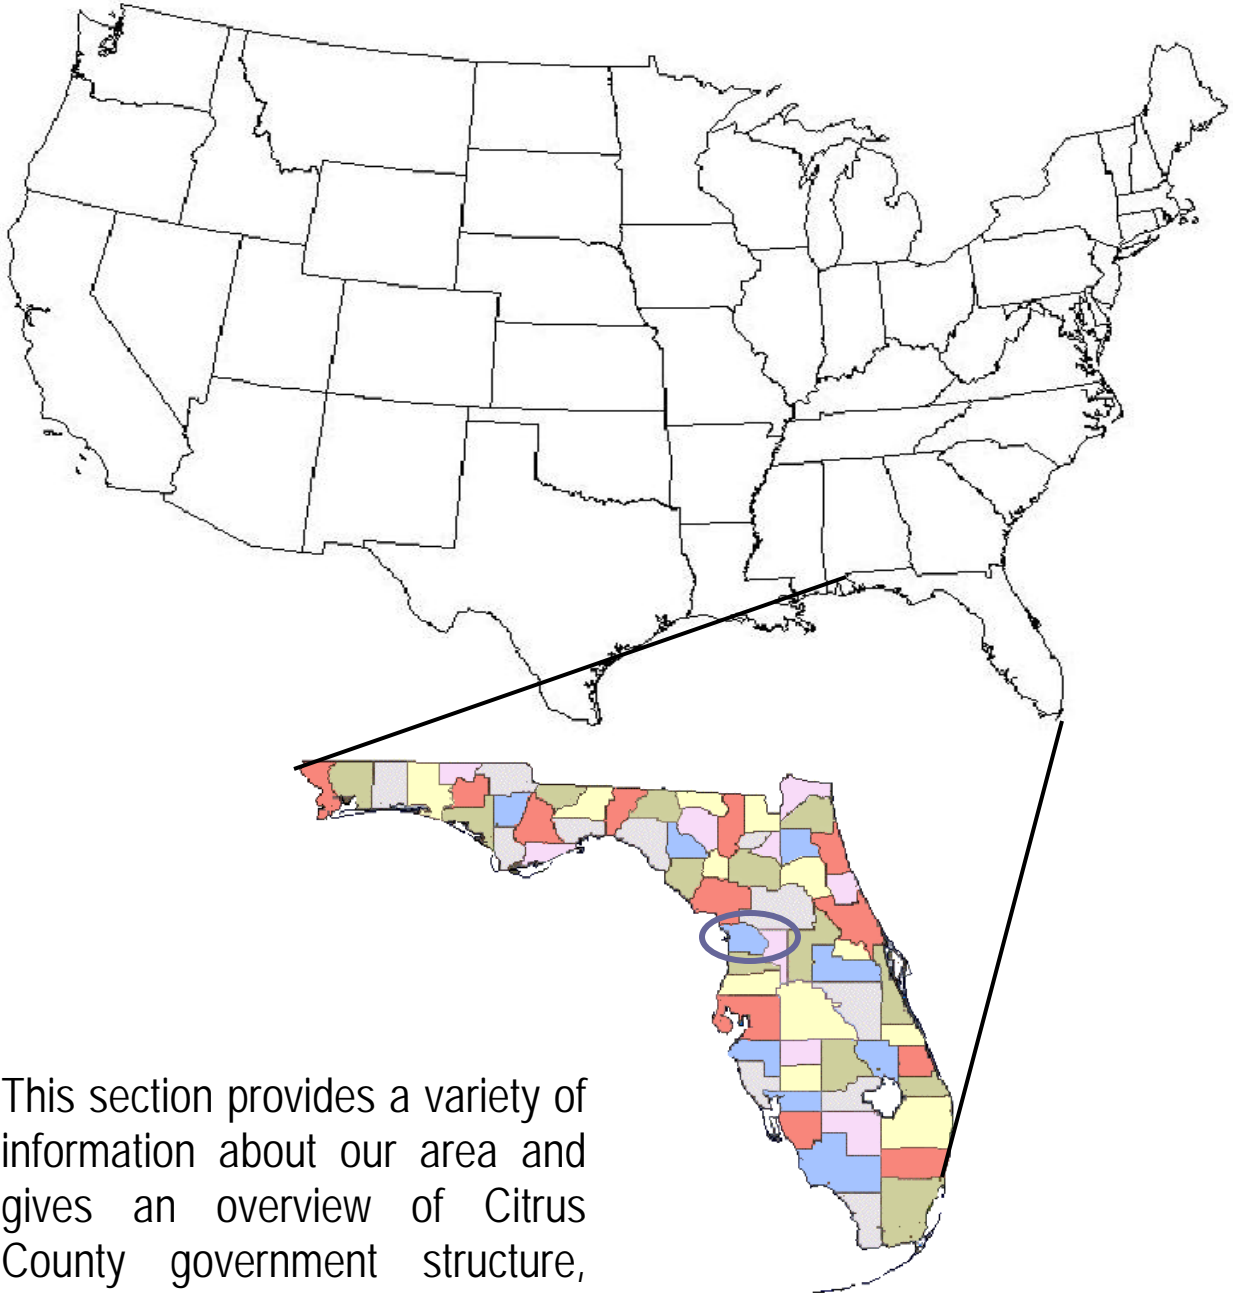 This section provides a variety of
information about our area and
gives an overview of Citrus
County government structure,